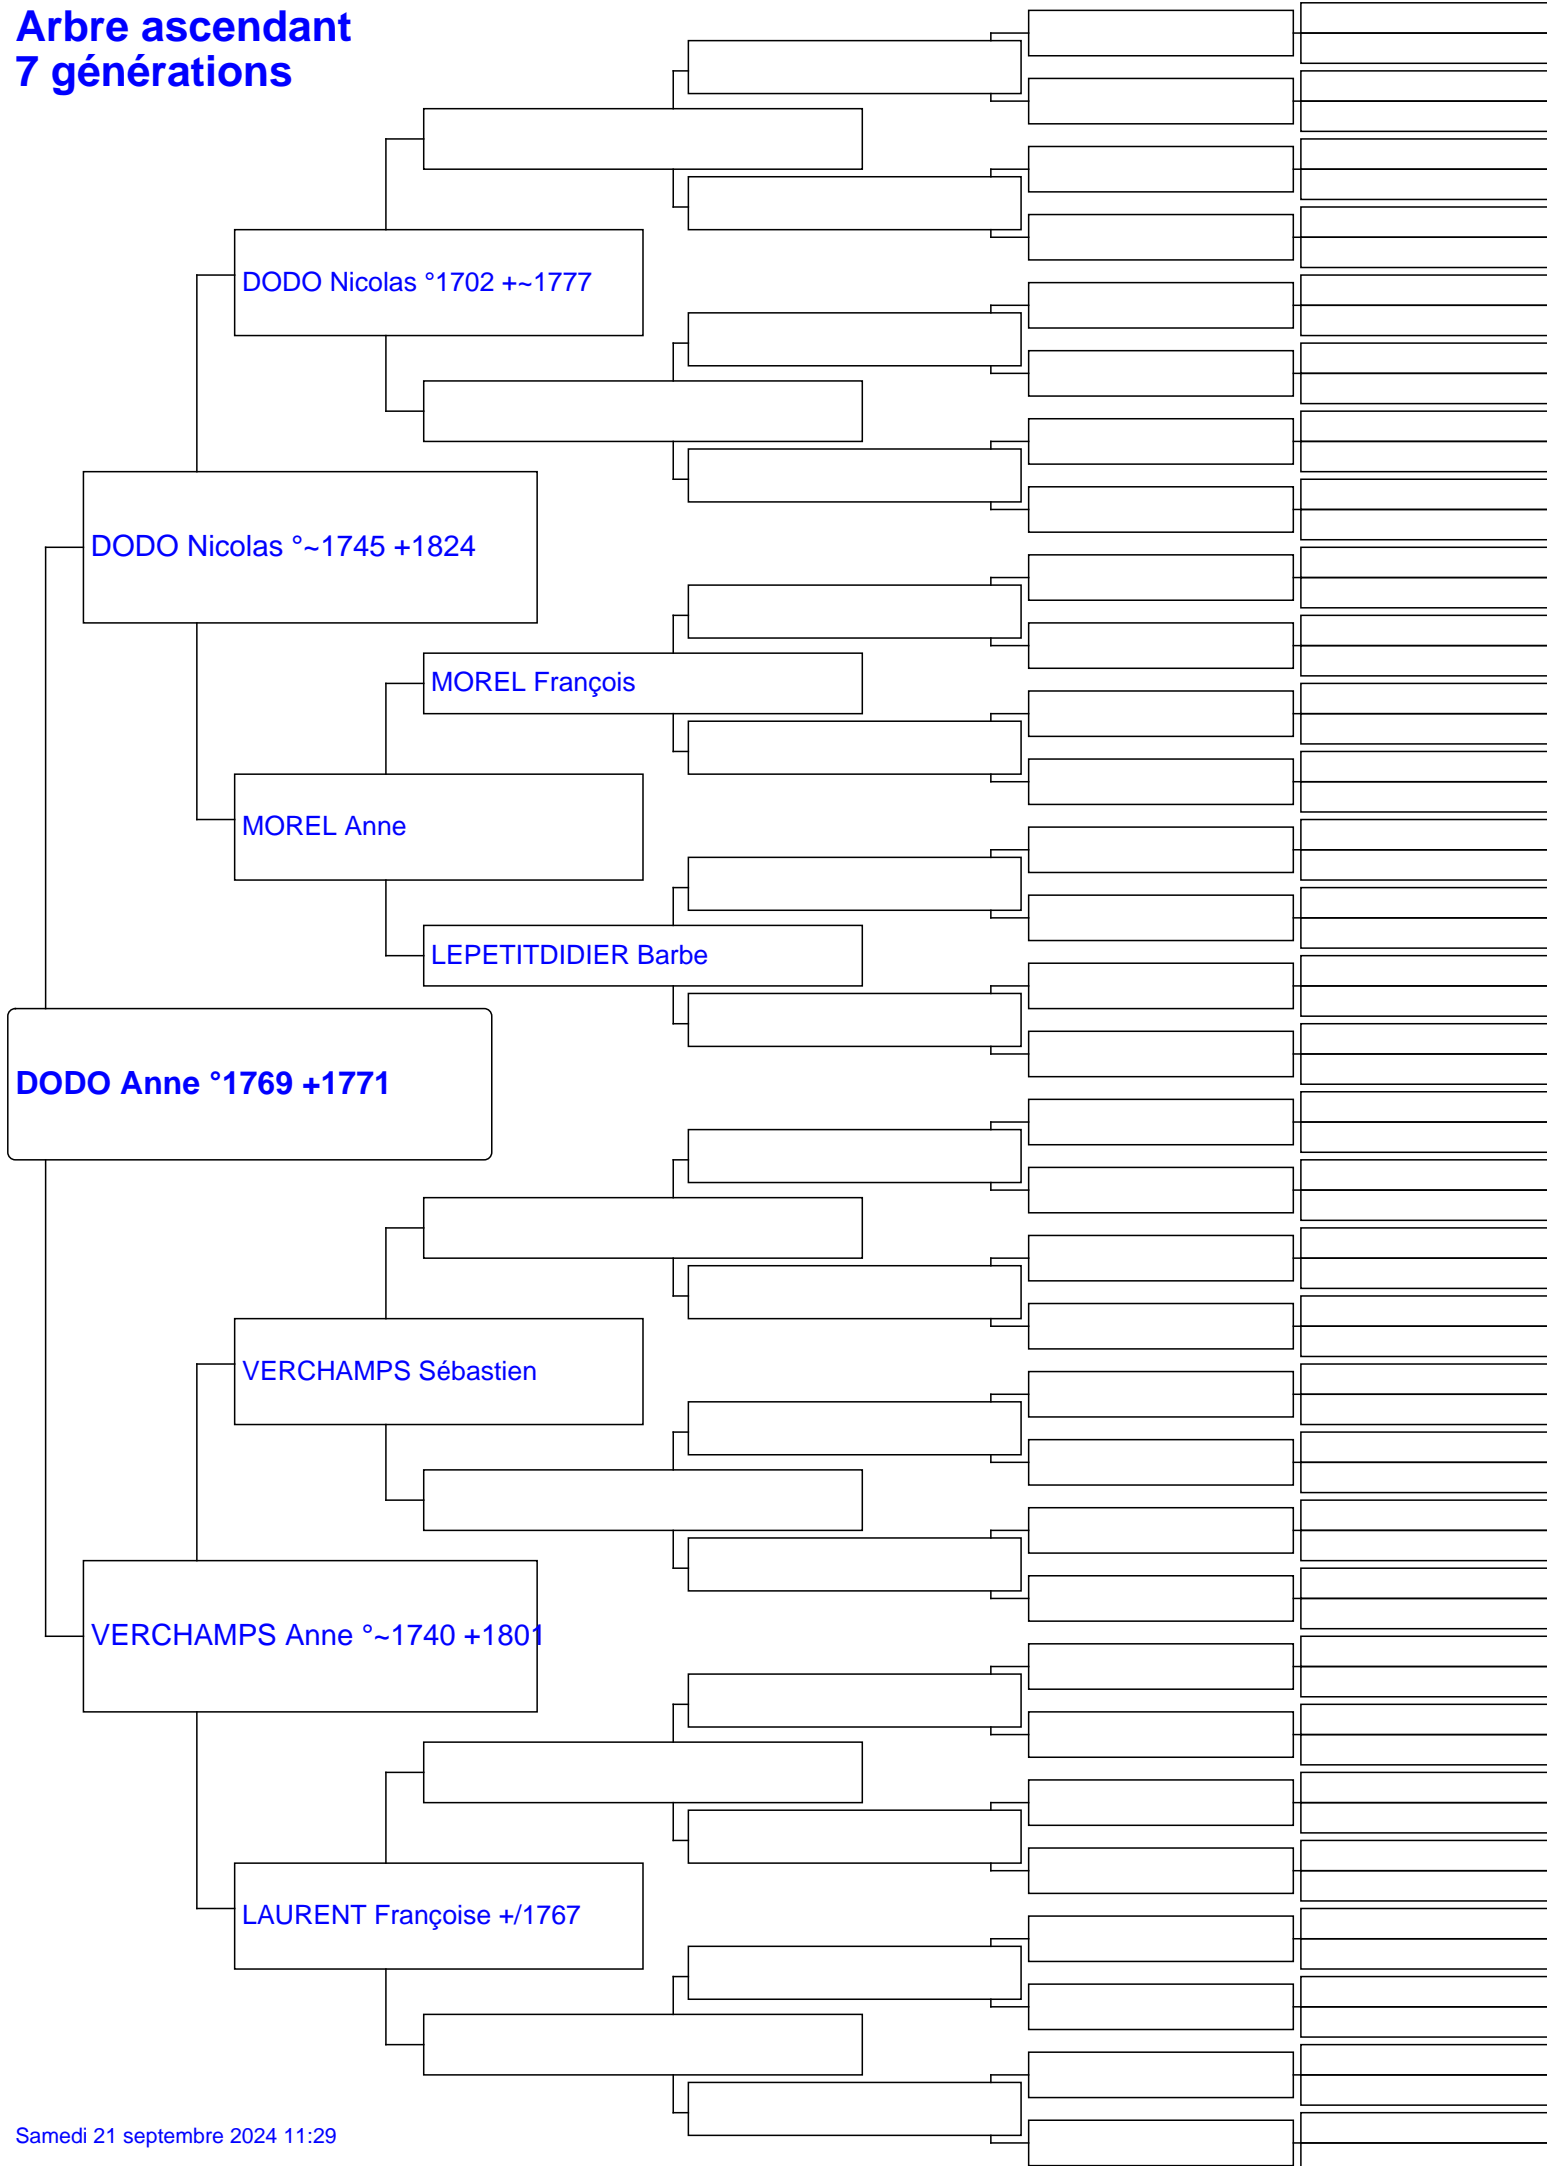 Arbre ascendant
7 générations
DODO Nicolas °1702 +~1777
DODO Nicolas °~1745 +1824
MOREL François
MOREL Anne
LEPETITDIDIER Barbe
DODO Anne °1769 +1771
VERCHAMPS Sébastien
VERCHAMPS Anne °~1740 +1801
LAURENT Françoise +/1767
Samedi 21 septembre 2024 11:29